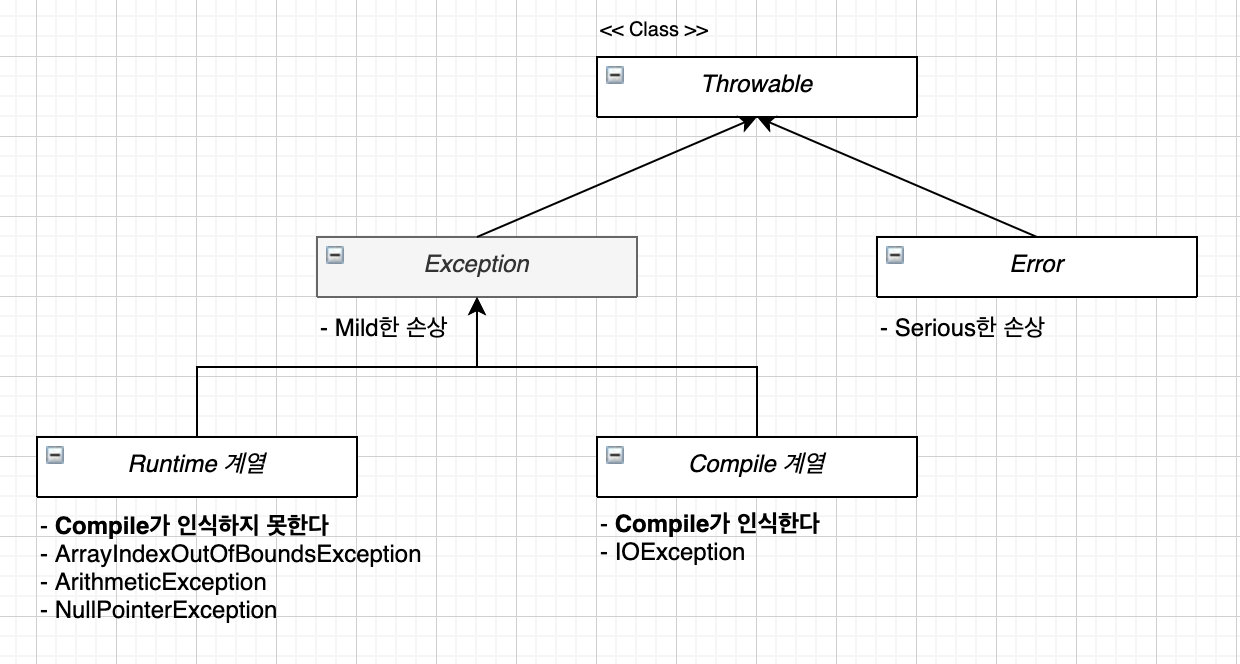 << Class >>
Throwable
Exception
Error
- Mild한 손상
- Serious한 손상
Runtime 계열
Compile 계열
- Compile가 인식하지 못한다
- ArrayIndexOutOfBoundsException
- ArithmeticException
- NullPointerException
- Compile가 인식한다
- IOException